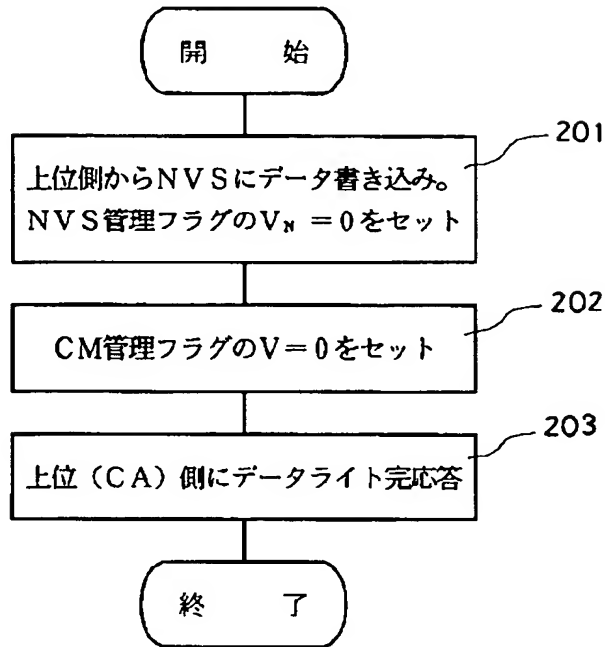 開 始
201
上位側からNVSにデータ書き込み。
NVS管理フラグのVN =0をセット
202
CM管理フラグのV=0をセット
203
上位(CA)側にデータライト完応答
終 了